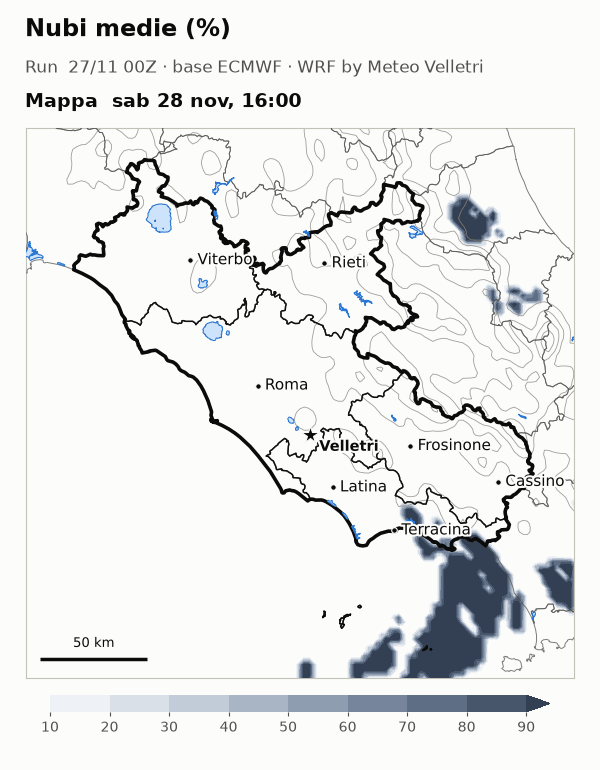 Nubi medie (%)
Run 27/11 00Z · base ECMWF · WRF by Meteo Velletri
Mappa sab 28 nov, 16:00
Viterbo
Rieti
Roma
Velletri
Frosinone
Latina
Cassino
Terracina
50 km
10 20 30 40 50 60 70 80 90